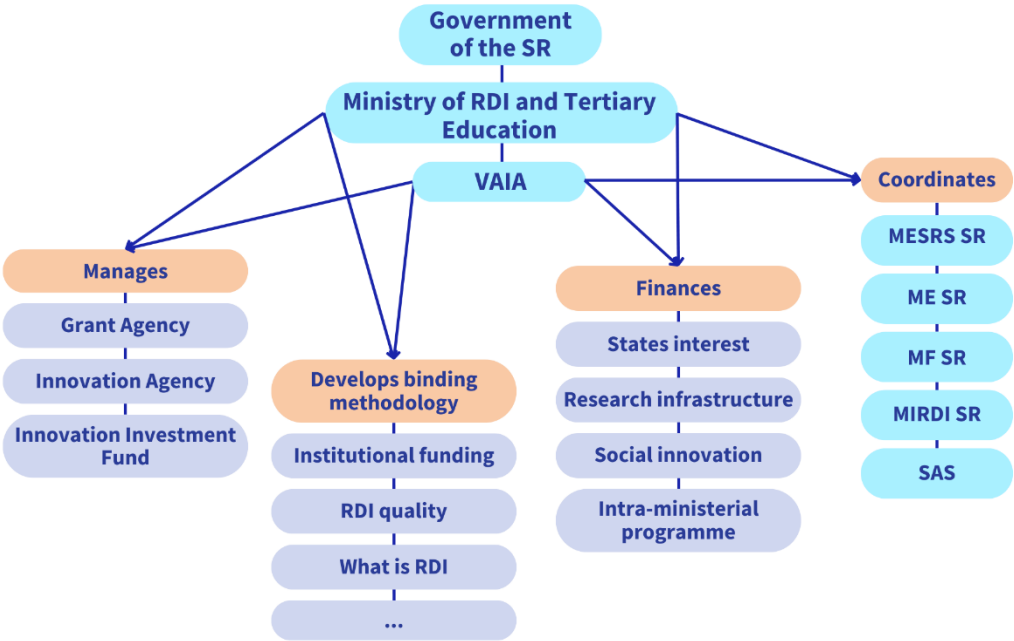 Government
of the SR
Ministry of RDI and Tertiary
Education
VAIA
Coordinates
MESRS SR
ME SR
MF SR
MIRDI SR
SAS
Manages
Grant Agency
Innovation Agency
Innovation Investment
Fund
Develops binding
methodology
Institutional funding
RDI quality
What is RDI
...
Finances
States interest
Research infrastructure
Social innovation
Intra-ministerial
programme